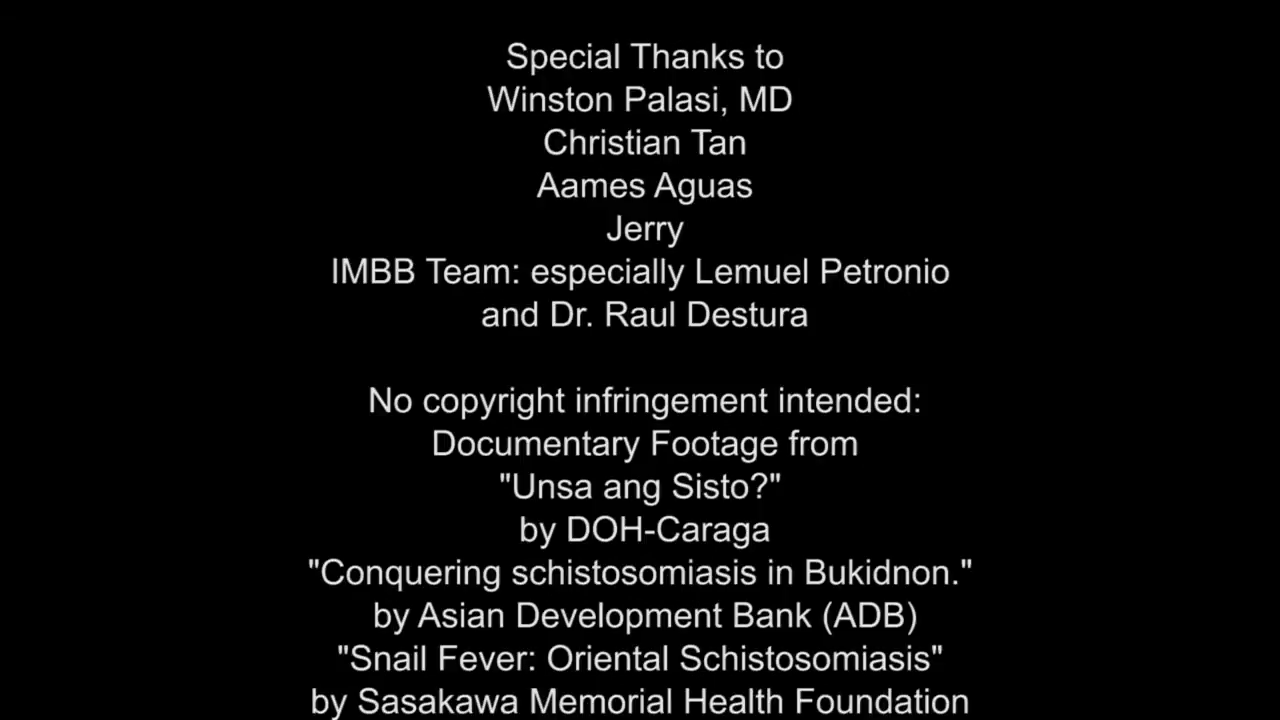 Special Thanks to
Winston Palasi, MD
Christian Tan
Aames Aguas
Jerry
IMBB Team: especially Lemuel Petronio
and Dr. Raul Destura
No copyright infringement intended:
Documentary Footage from
"Unsa ang Sisto?"
by DOH-Caraga
"Conquering schistosomiasis in Bukidnon."
by Asian Development Bank (ADB)
"Snail Fever: Oriental Schistosomiasis"
by Sasakawa Memorial Health Foundation